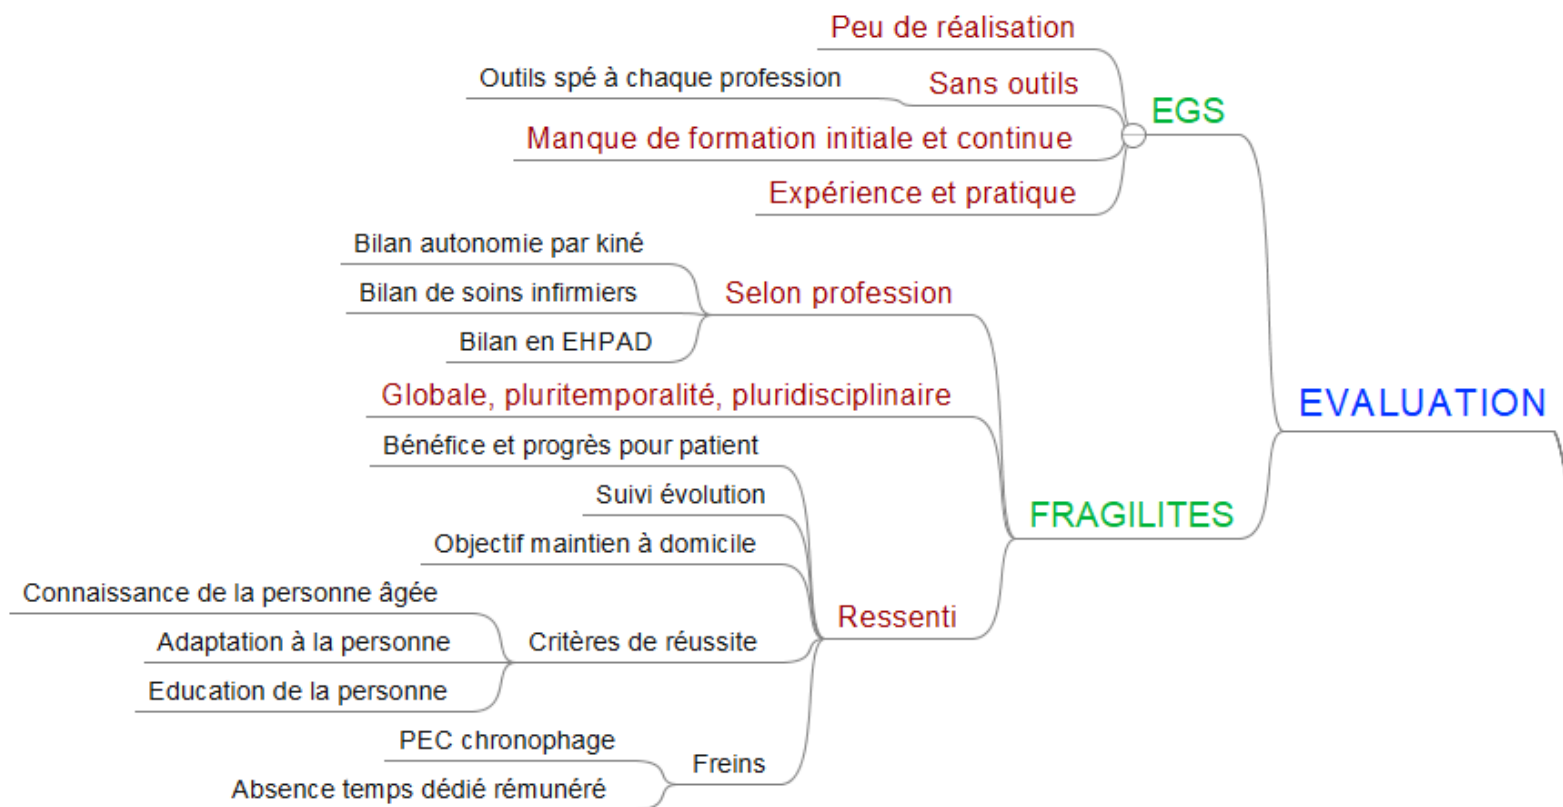 Peu de réalisation
Outils spé à chaque profession
Sans outils
EGS
Manque de formation initiale et continue
Expérience et pratique
Bilan autonomie par kiné
Bilan de soins infirmiers
Selon profession
Bilan en EHPAD
Globale, pluritemporalité, pluridisciplinaire
EVALUATION
Bénéfice et progrès pour patient
Suivi évolution
FRAGILITES
Objectif maintien à domicile
Connaissance de la personne âgée
Ressenti
Adaptation à la personne
Critères de réussite
Education de la personne
PEC chronophage
Freins
Absence temps dédié rémunéré